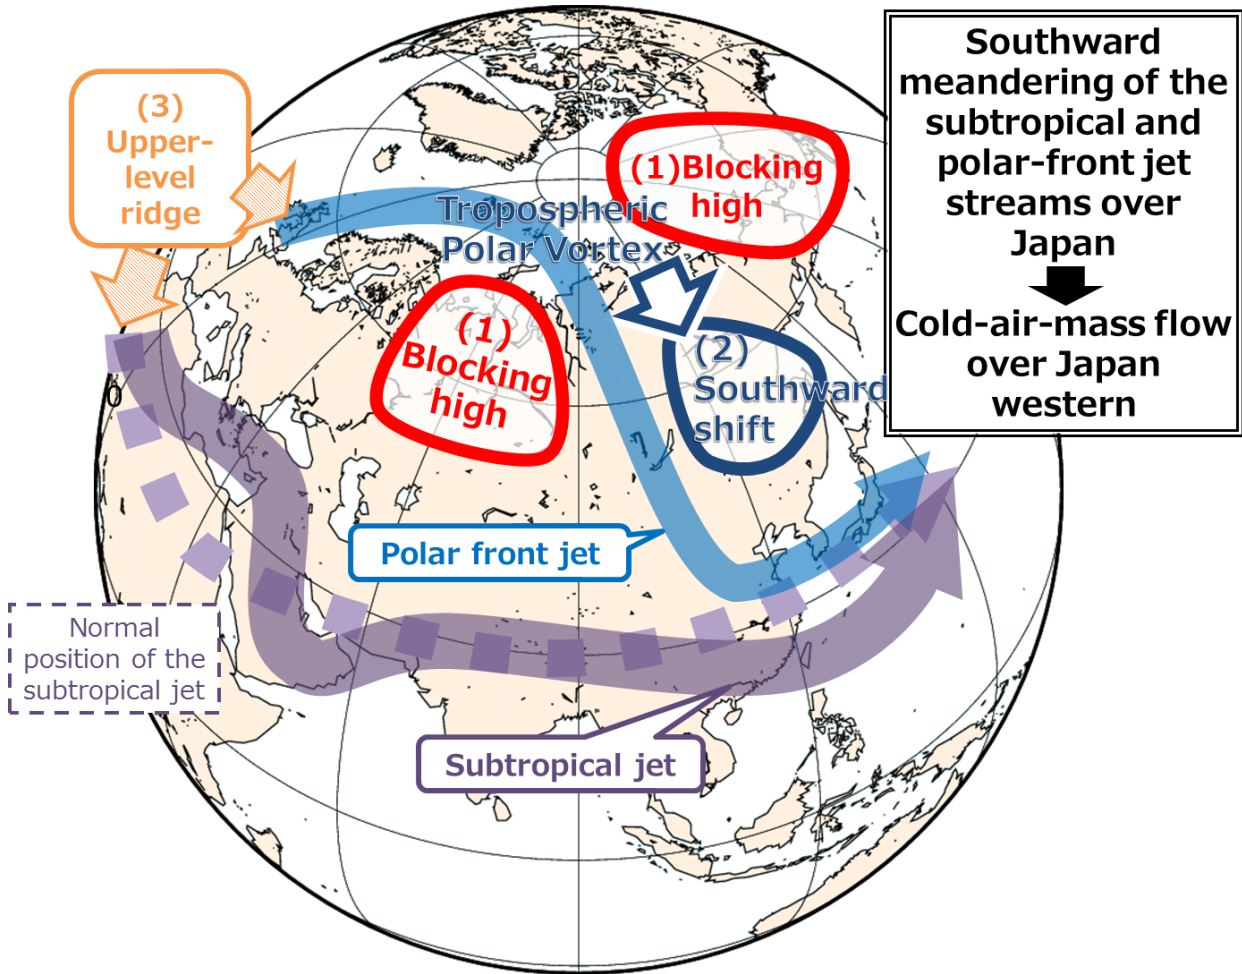 (3)
Upper-
level
ridge
(1)Blocking
high
Tropospheric
Polar Vortex
(1)
Blocking
high
(2)
Southward
shift
0
Polar front jet
Normal
position of the
subtropical jet
Subtropical jet
Southward
meandering of the
subtropical and
polar-front jet
streams over
Japan
Cold-air-mass flow
over Japan
western